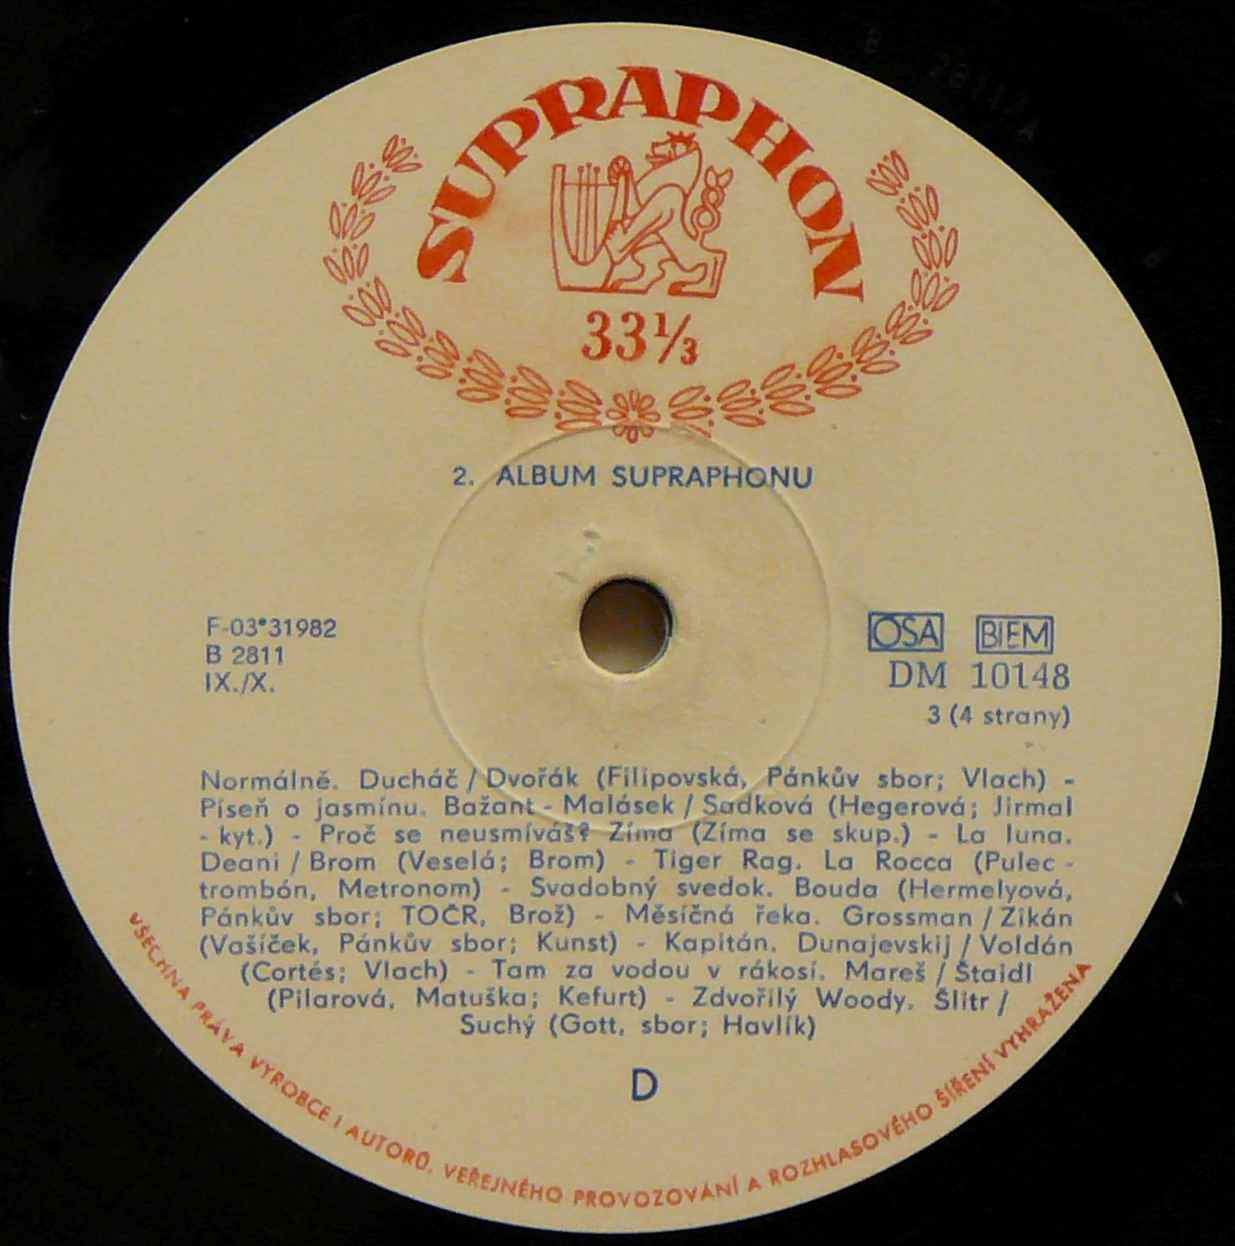 SUPRAPHON
33⅓
2. ALBUM SUPRAPHONU
F-03*31982
B 2811
IX./X.
OSA BIEM
DM 10148
3 (4 strany)
Normálně. Ducháč / Dvořák (Filipovská, Pánkův sbor; Vlach) -
Píseň o jasmínu. Bažant - Malásek / Sadková (Hegerová; Jirmal
- kyt.) - Proč se neusmíváš? Zíma (Zíma se skup.) - La luna.
Deani / Brom (Veselá; Brom) - Tiger Rag. La Rocca (Pulec -
trombón, Metronom) - Svadobný svedok. Bouda (Hermelyová,
Pánkův sbor; TOČR, Brož) - Měsíčná řeka. Grossman / Zíkán
(Vašíček, Pánkův sbor; Kunst) - Kapitán. Dunajevskij / Voldán
(Cortés; Vlach) - Tam za vodou v rákosí. Mareš / Štaidl
(Pilarová, Matuška; Kefurt) - Zdvořilý Woody. Šlitr /
Suchý (Gott, sbor; Havlík)
D
VŠECHNA PRÁVA VÝROBCE I AUTORŮ, VEŘEJNÉHO PROVOZOVÁNÍ A ROZHLASOVÉHO ŠÍŘENÍ VYHRAŽENA